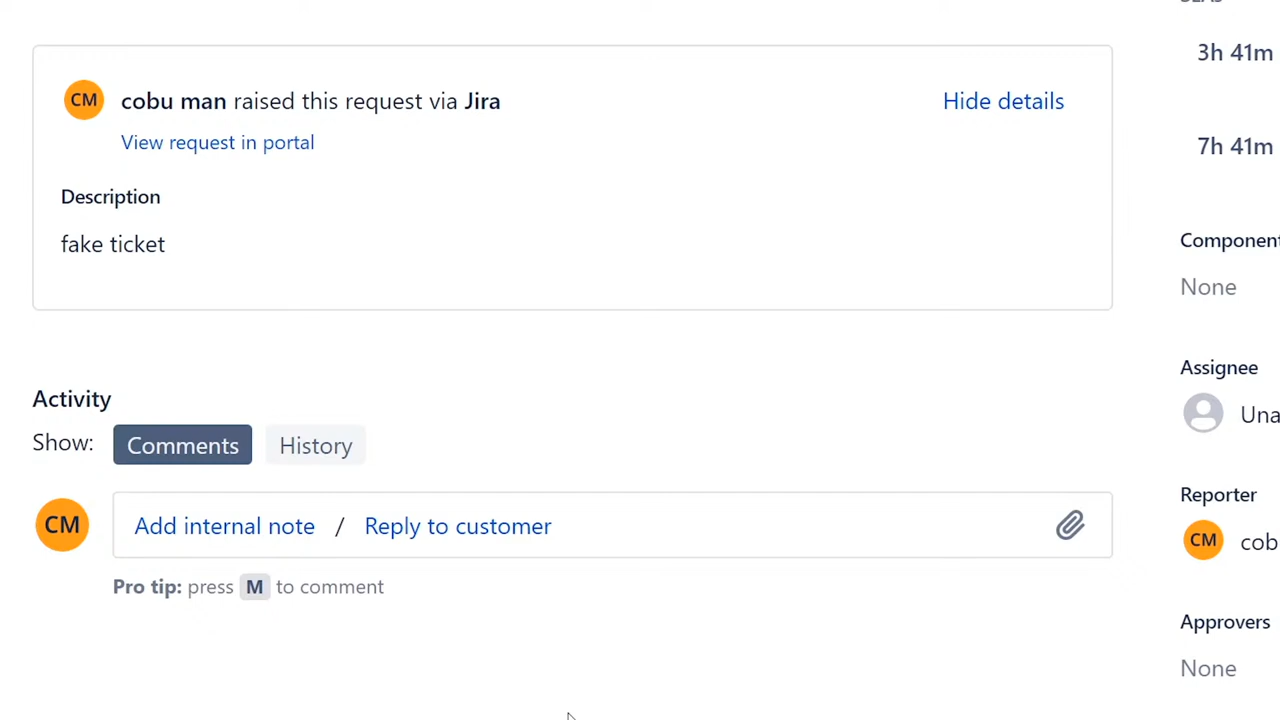 CM
cobu man raised this request via Jira
Hide details
View request in portal
Description
fake ticket
Activity
Show:
Comments
History
CM
Add internal note / Reply to customer
Pro tip: press M to comment
3h 41m
7h 41m
Component
None
Assignee
Una
Reporter
CM
cob
Approvers
None